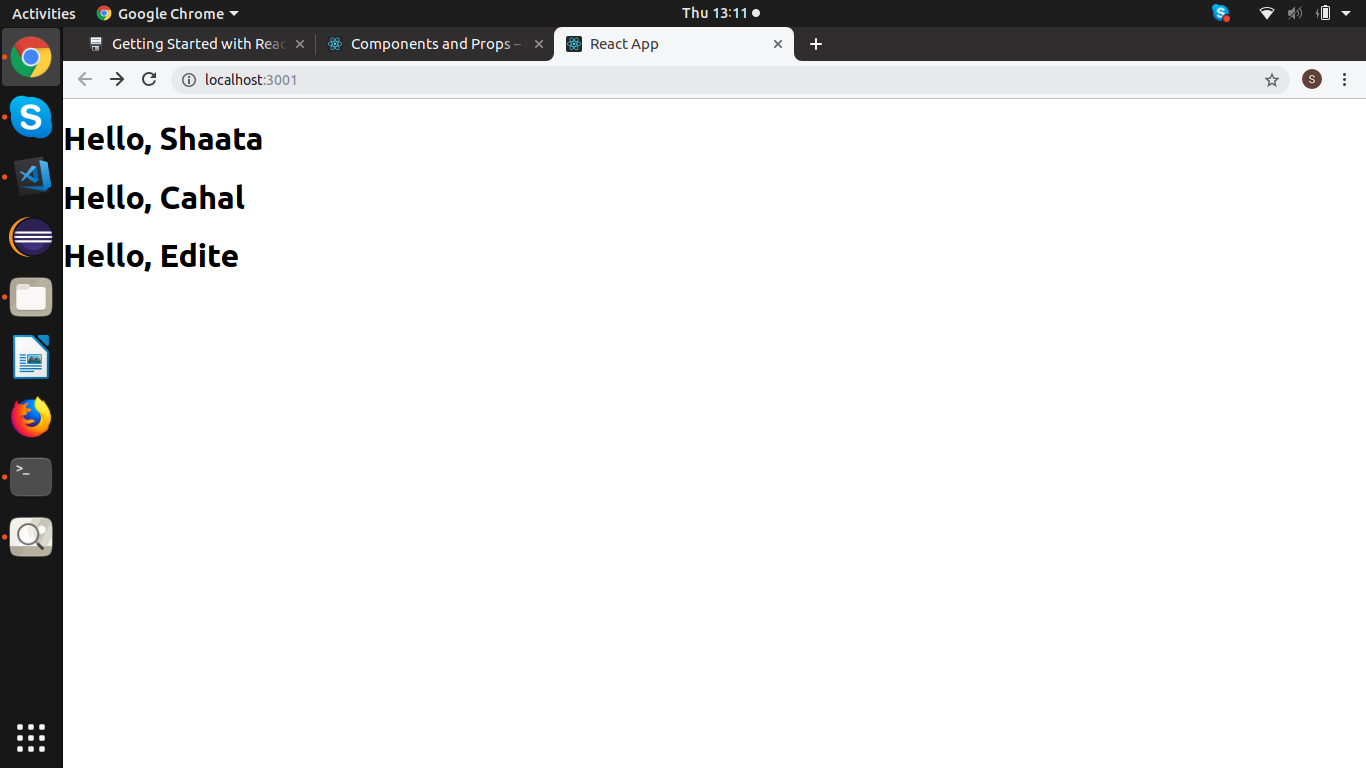 Activities Google Chrome Thu 13:11
Getting Started with Reac Components and Props – React App
localhost:3001 S
Hello, Shaata
Hello, Cahal
Hello, Edite
>_